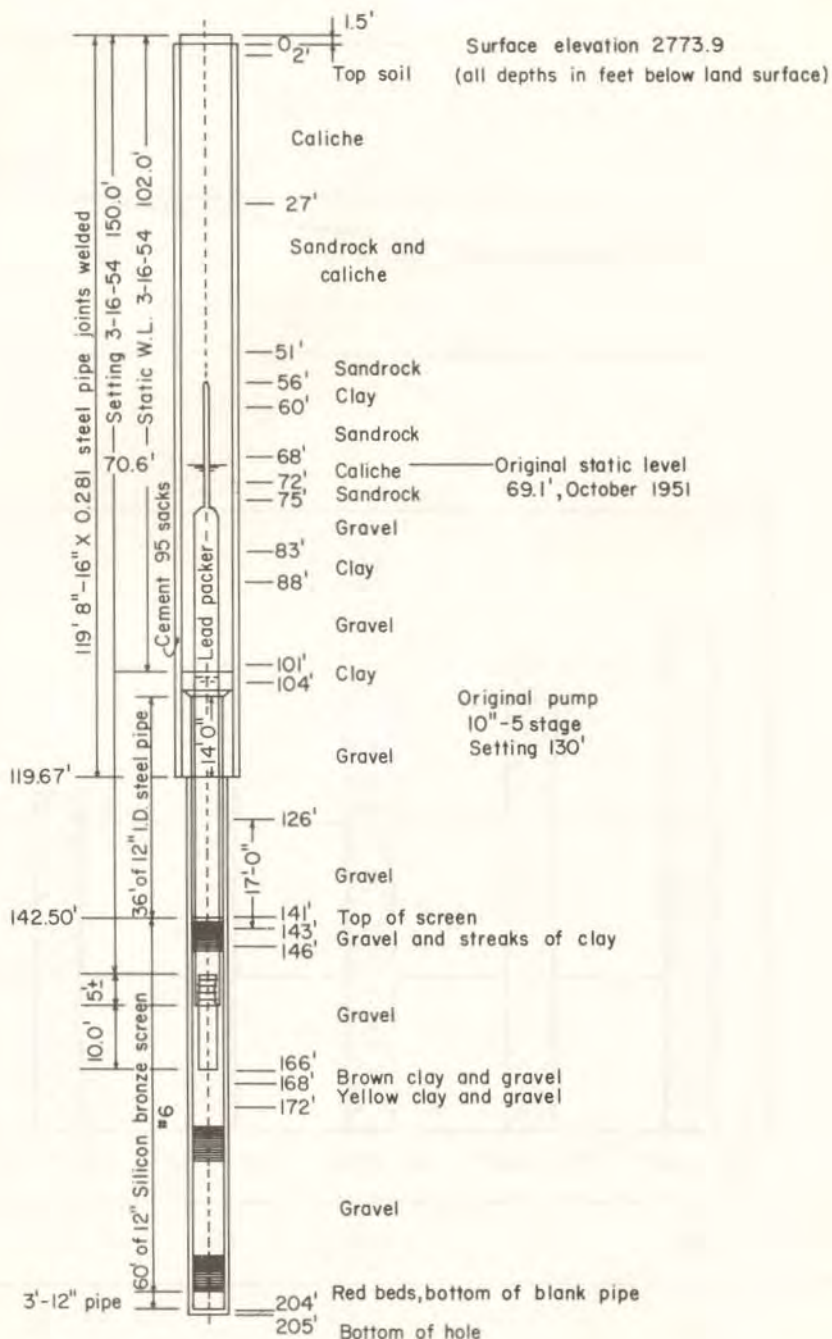 1.5'
0
2'
Surface elevation 2773.9
Top soil
(all depths in feet below land surface)
Caliche
27'
Sandrock and
caliche
51'
Sandrock
56'
Clay
60'
Sandrock
68'
70.6'
Caliche
Original static level
72'
69.1', October 1951
75'
Sandrock
Gravel
83'
Clay
88'
Gravel
101'
Clay
104'
Original pump
10"-5 stage
Setting 130'
Gravel
119.67'
126'
17'-0"
Gravel
142.50'
141'
Top of screen
143'
Gravel and streaks of clay
146'
Gravel
166'
Brown clay and gravel
168'
Yellow clay and gravel
172'
Gravel
3'-12" pipe
204'
Red beds, bottom of blank pipe
205'
Bottom of hole
119' 8"-16" X 0.281 steel pipe joints welded
Setting 3-16-54 150.0'
Static W.L. 3-16-54 102.0'
Cement 95 sacks
Lead packer
14'0"
36' of 12" I.D. steel pipe
5'±
10.0'
60' of 12" Silicon bronze screen
#6